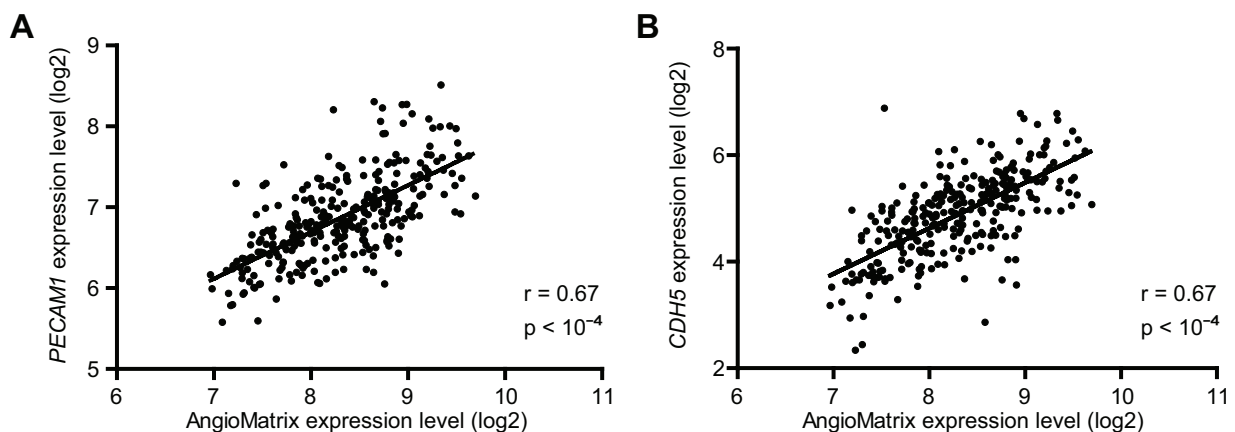 A
PECAM1 expression level (log2)
9
8
7
6
5
6 7 8 9 10 11
AngioMatrix expression level (log2)
r = 0.67
p < 10⁻⁴
B
CDH5 expression level (log2)
8
6
4
2
6 7 8 9 10 11
AngioMatrix expression level (log2)
r = 0.67
p < 10⁻⁴